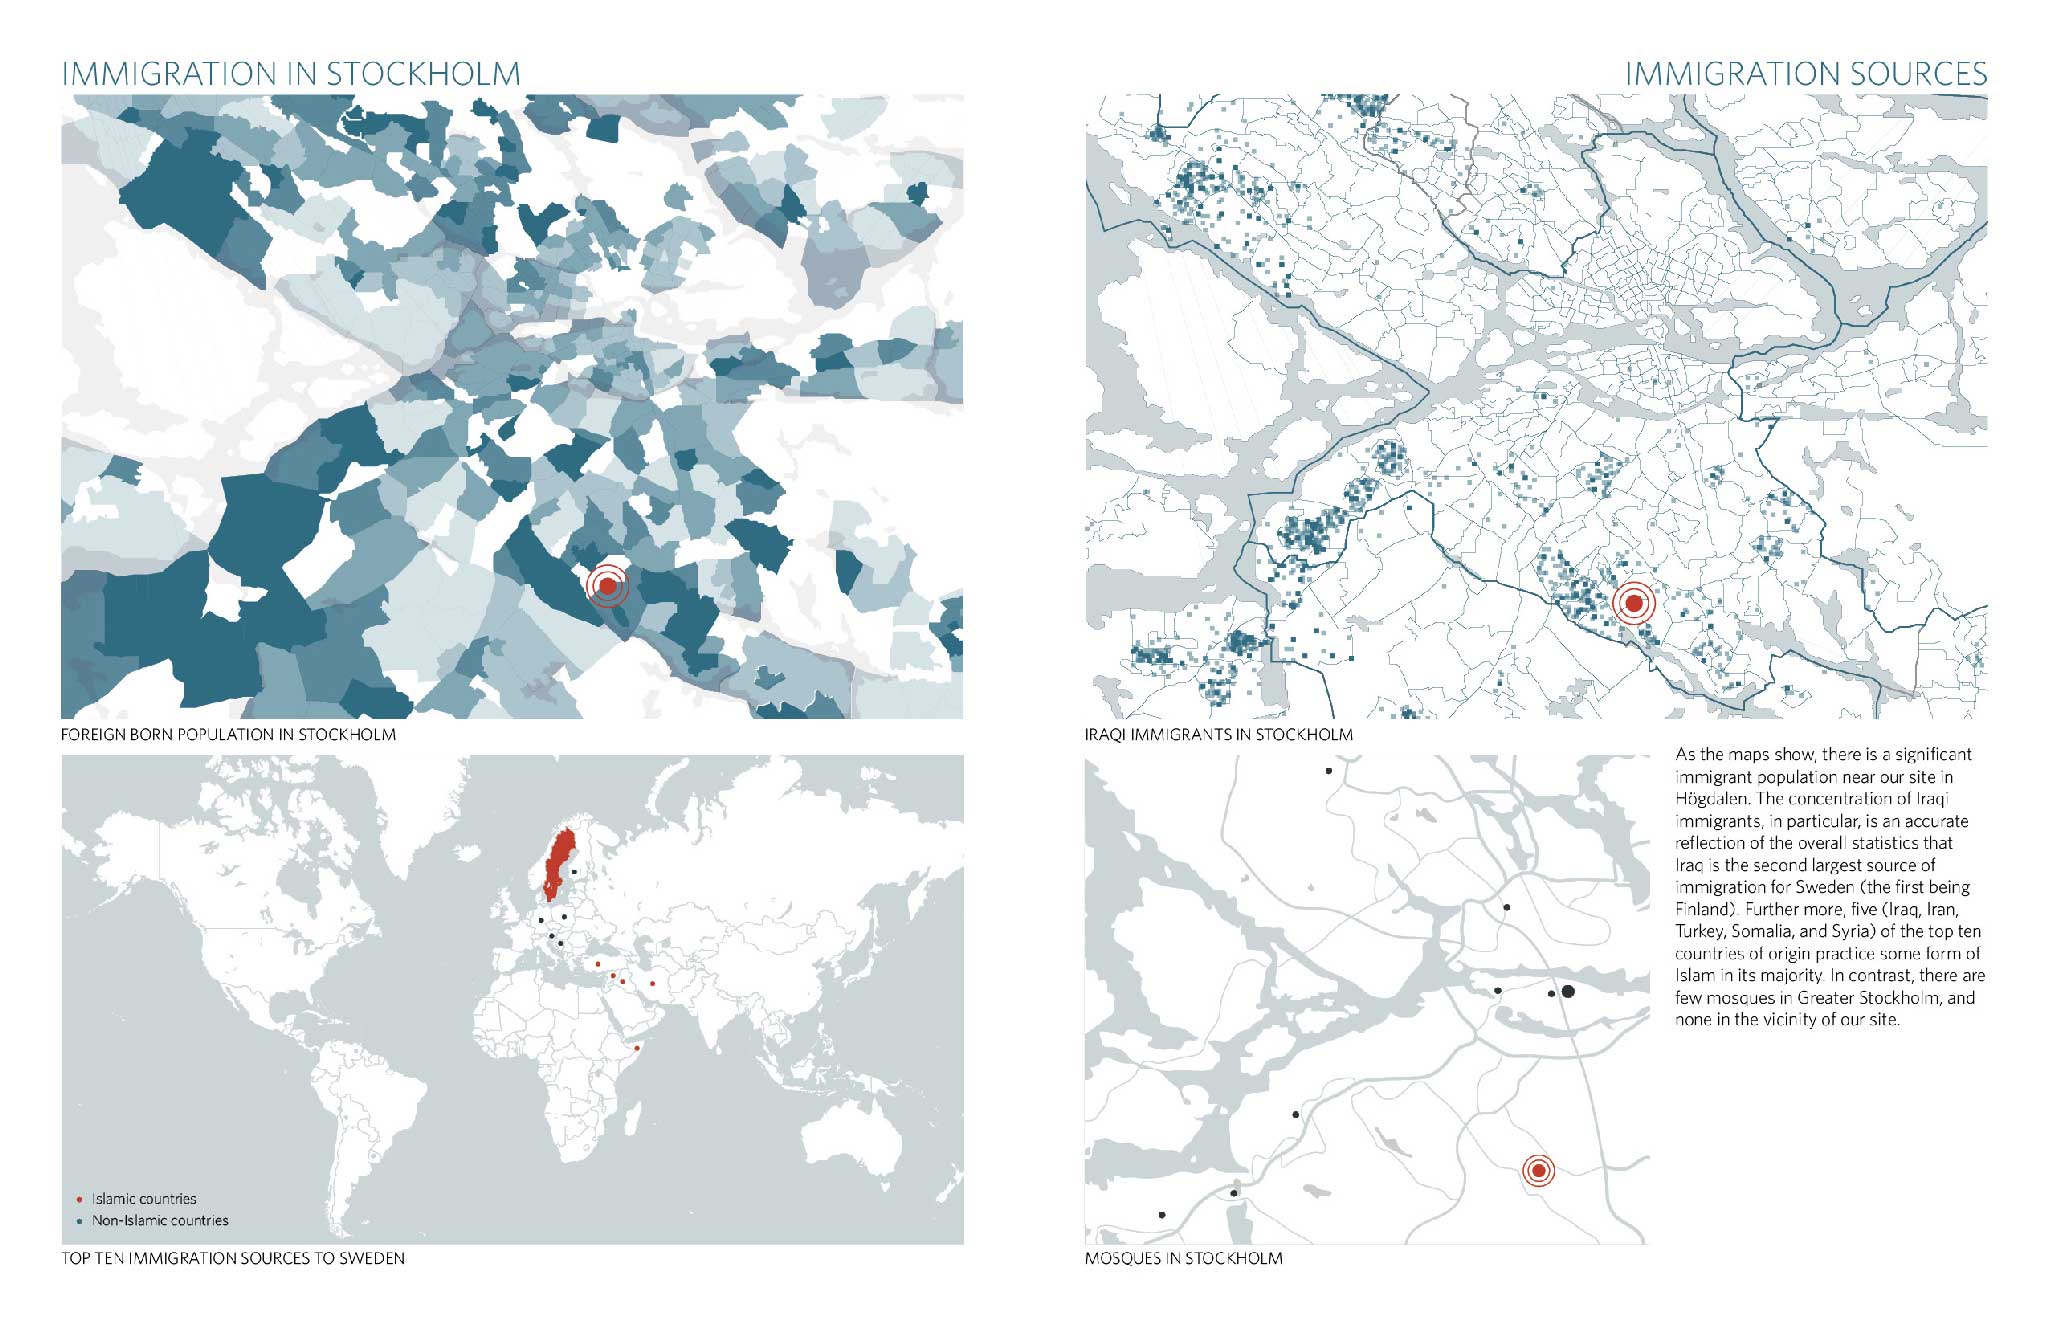 IMMIGRATION IN STOCKHOLM
IMMIGRATION SOURCES
FOREIGN BORN POPULATION IN STOCKHOLM
IRAQI IMMIGRANTS IN STOCKHOLM
Islamic countries
Non-Islamic countries
TOP TEN IMMIGRATION SOURCES TO SWEDEN
MOSQUES IN STOCKHOLM
As the maps show, there is a significant
immigrant population near our site in
Högdalen. The concentration of Iraqi
immigrants, in particular, is an accurate
reflection of the overall statistics that
Iraq is the second largest source of
immigration for Sweden (the first being
Finland). Further more, five (Iraq, Iran,
Turkey, Somalia, and Syria) of the top ten
countries of origin practice some form of
Islam in its majority. In contrast, there are
few mosques in Greater Stockholm, and
none in the vicinity of our site.